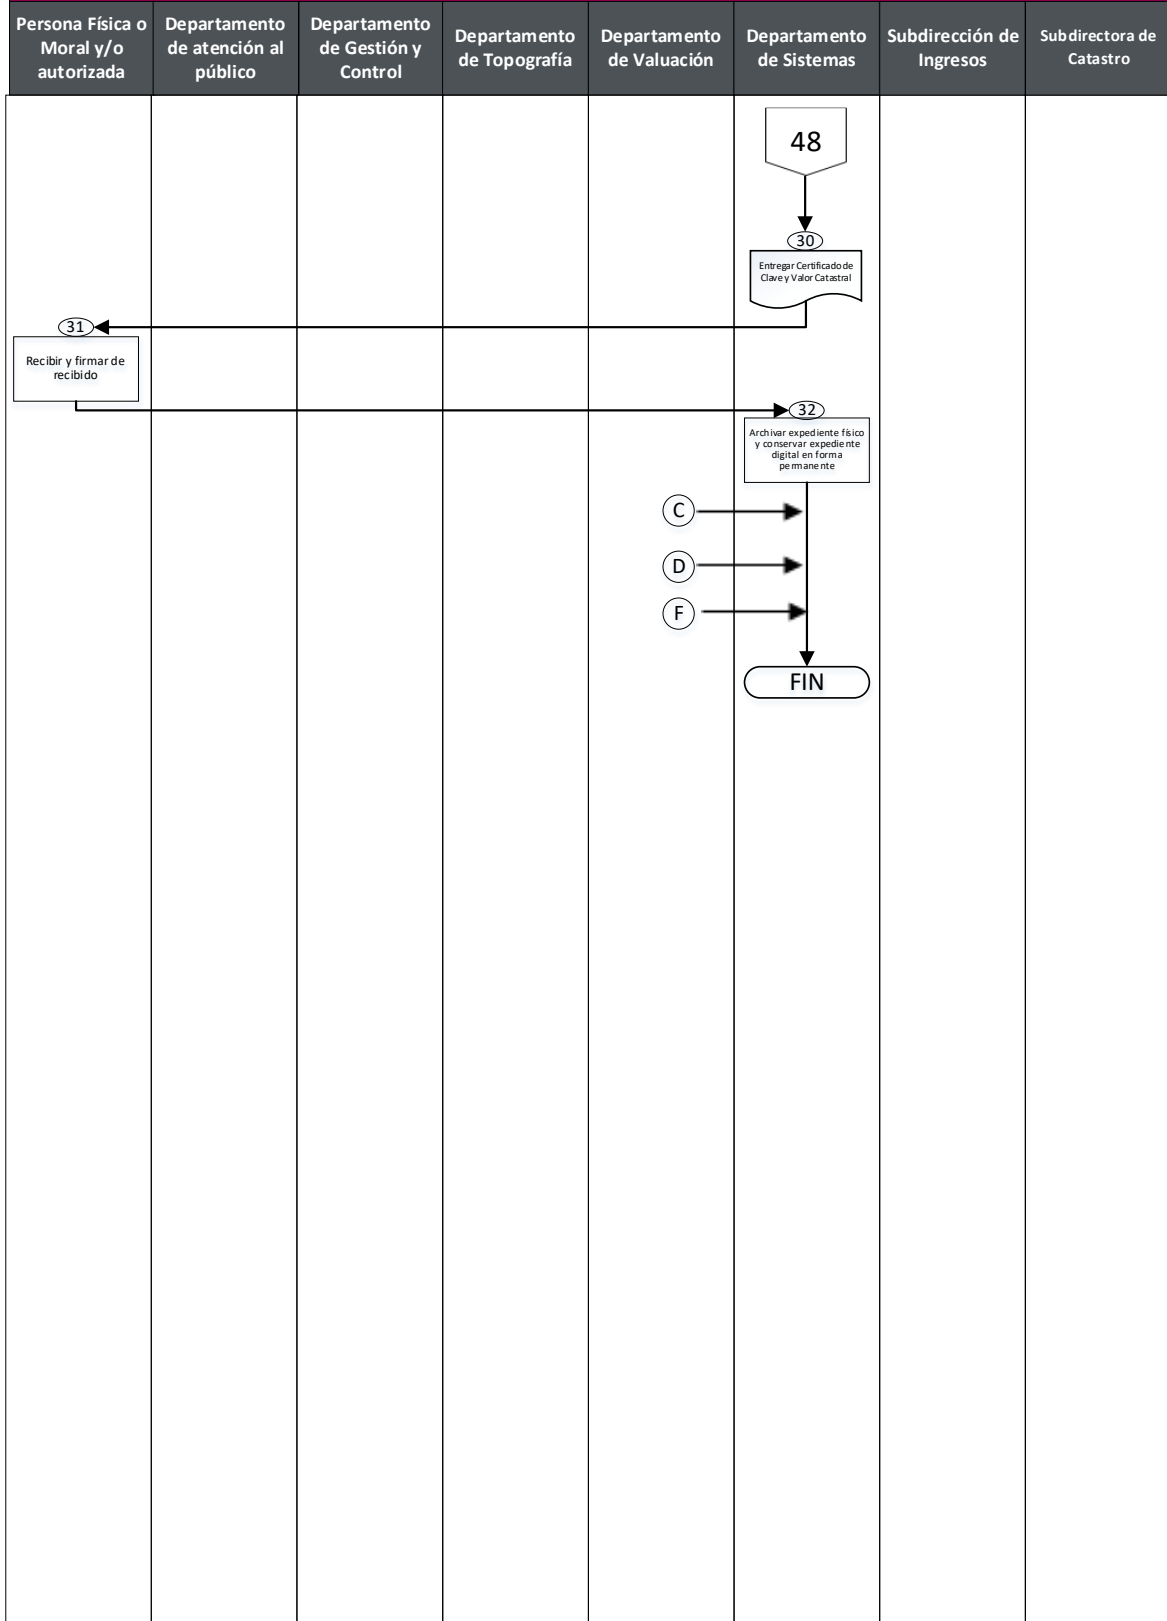 Persona Física o
Moral y/o
autorizada
Departamento
de atención al
público
Departamento
de Gestión y
Control
Departamento
de Topografía
Departamento
de Valuación
Departamento
de Sistemas
Subdirección de
Ingresos
Subdirectora de
Catastro
48
30
Entregar Certificado de
Clave y Valor Catastral
31
Recibir y firmar de
recibido
32
Archivar expediente físico
y conservar expediente
digital en forma
permanente
C
D
F
FIN